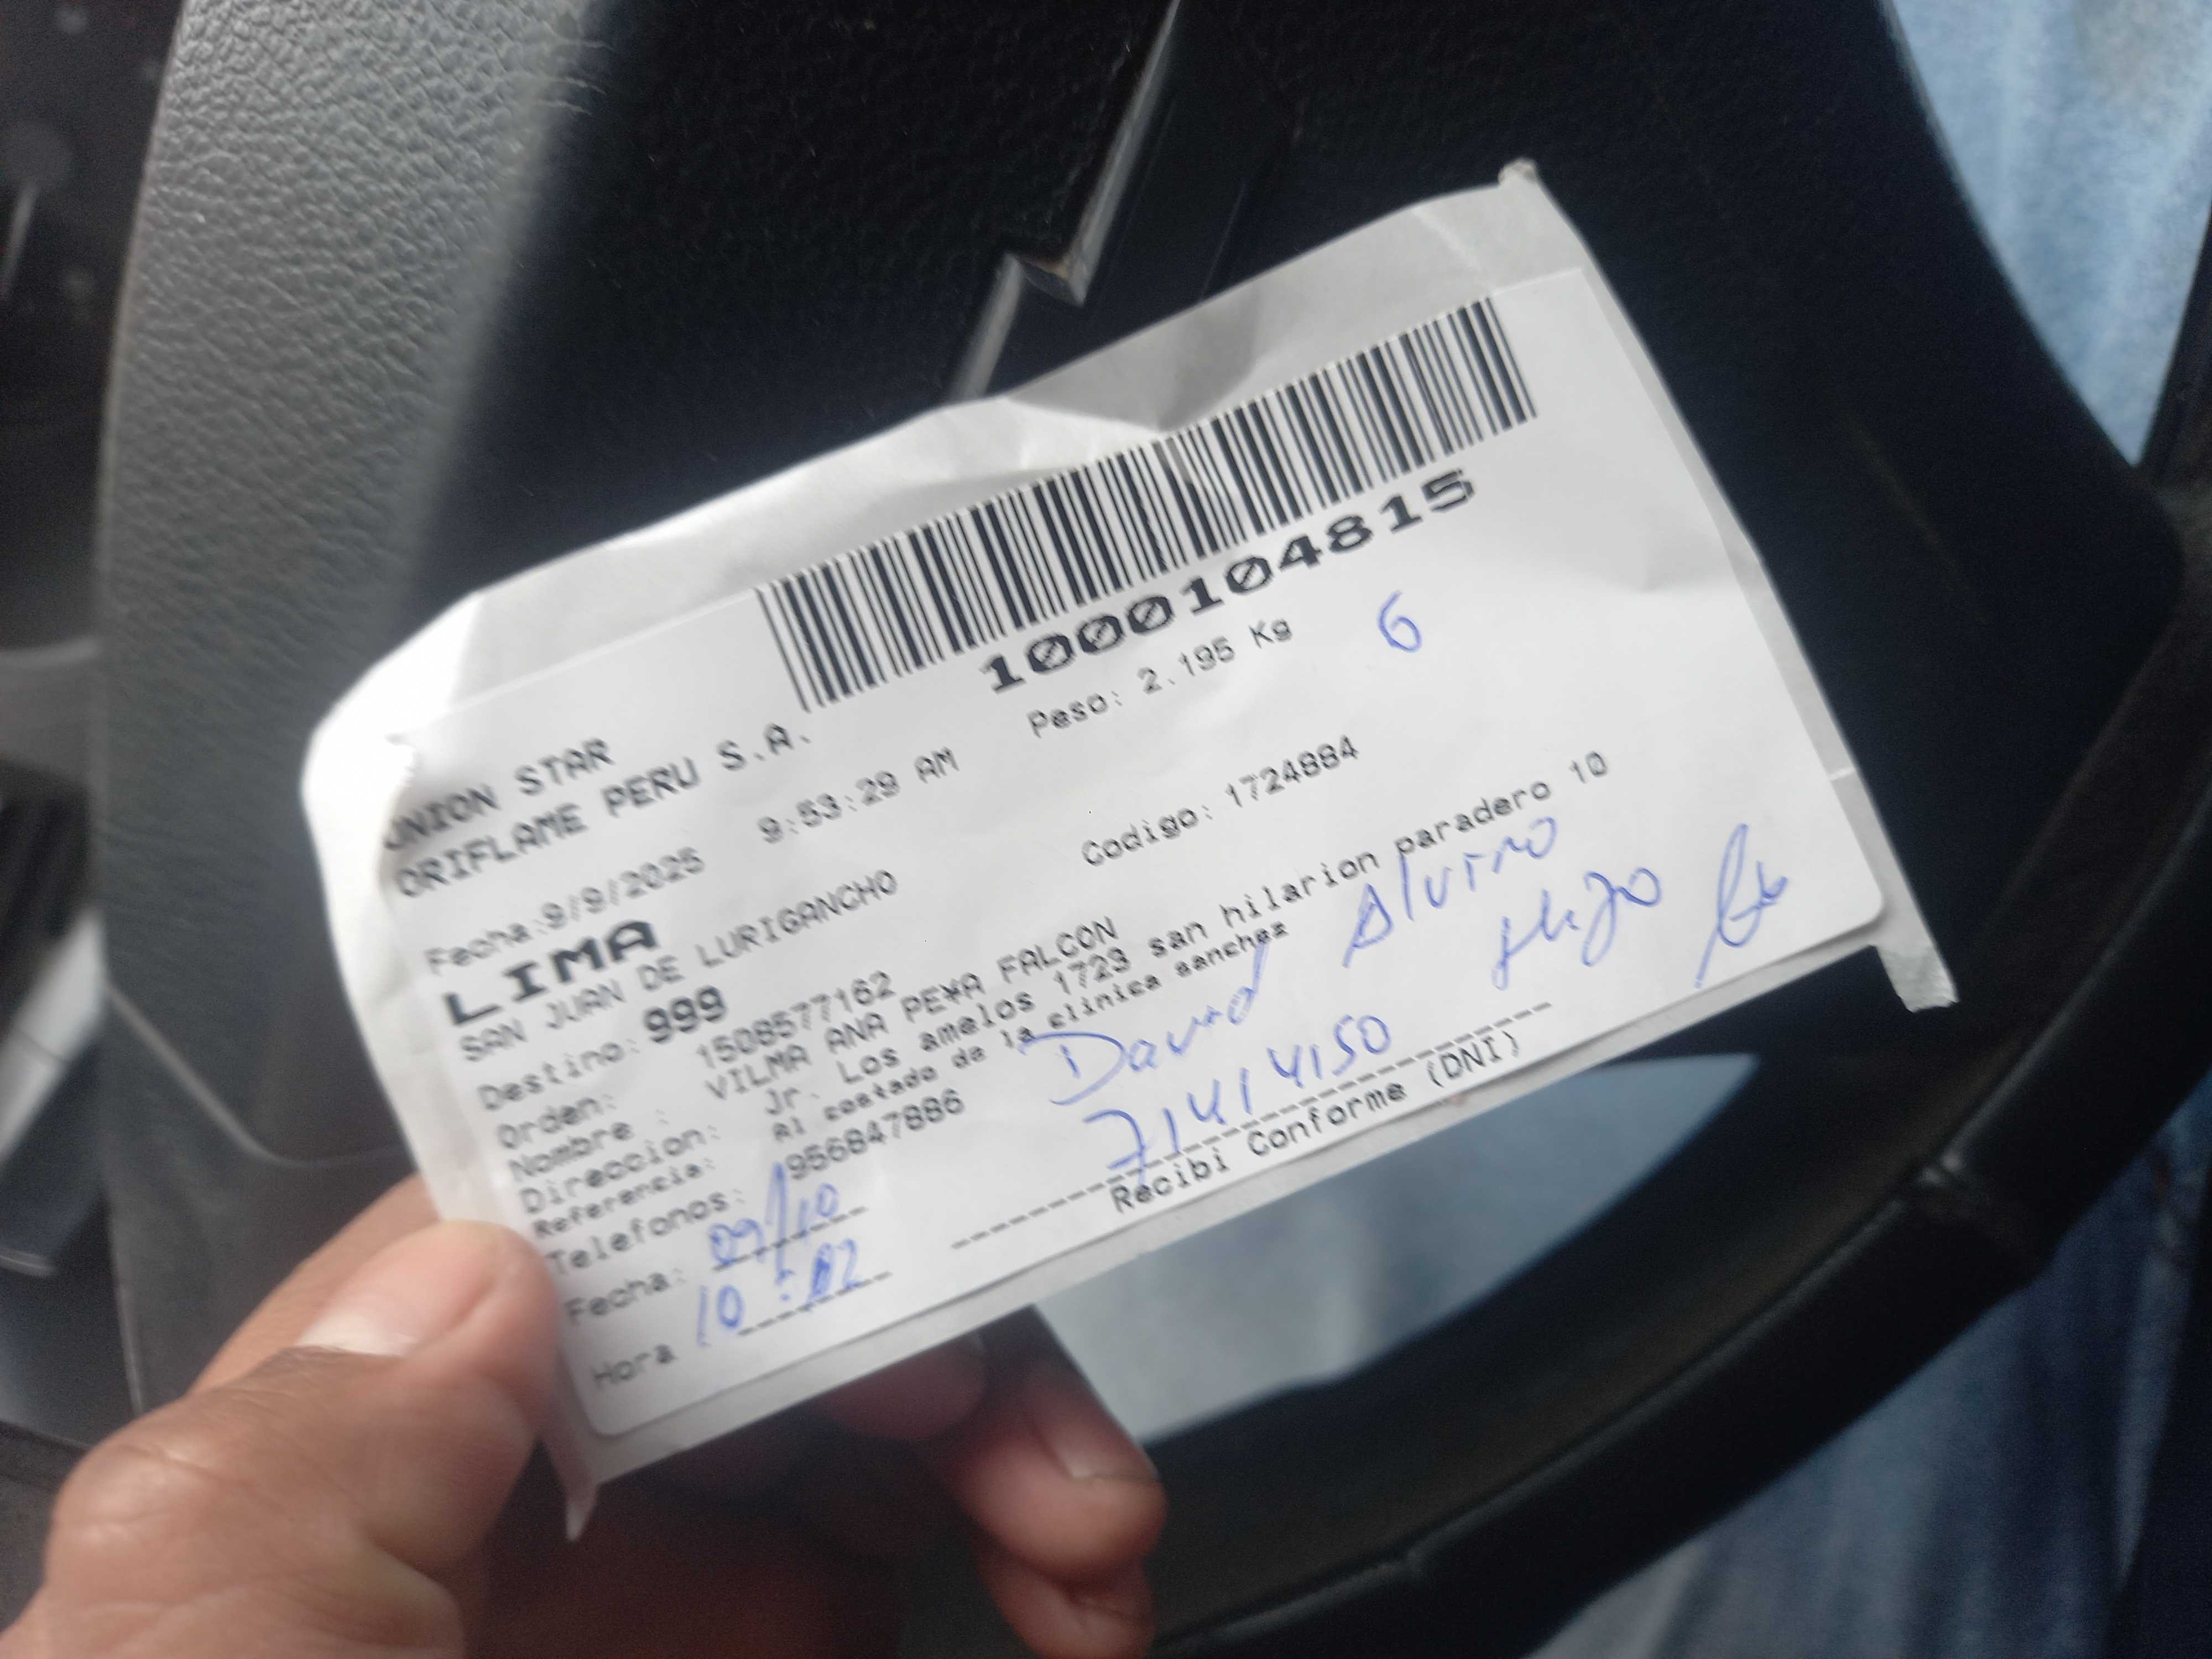 1000104815
UNION STAR
ORIFLAME PERU S.A.
Peso: 2.195 Kg 6
Fecha:9/9/2025 9:53:29 AM
LIMA
SAN JUAN DE LURIGANCHO
Codigo: 1724884
Destino: 999
Orden: 1508577162
Nombre : VILMA ANA PE¥A FALCON
Direccion: Jr. Los amelos 1723 san hilarion paradero 10
Referencia: Al costado de la clinica sanchez
Telefonos: 956847886
David Alvino
Hijo
71414150
Fecha: 09/10
Hora 10:02
Recibi Conforme (DNI)